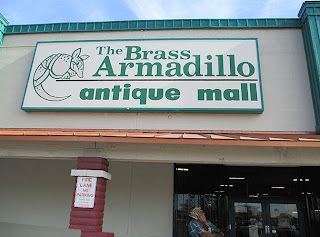 The Brass
Armadillo
antique mall
FIRE
LANE
NO
PARKING